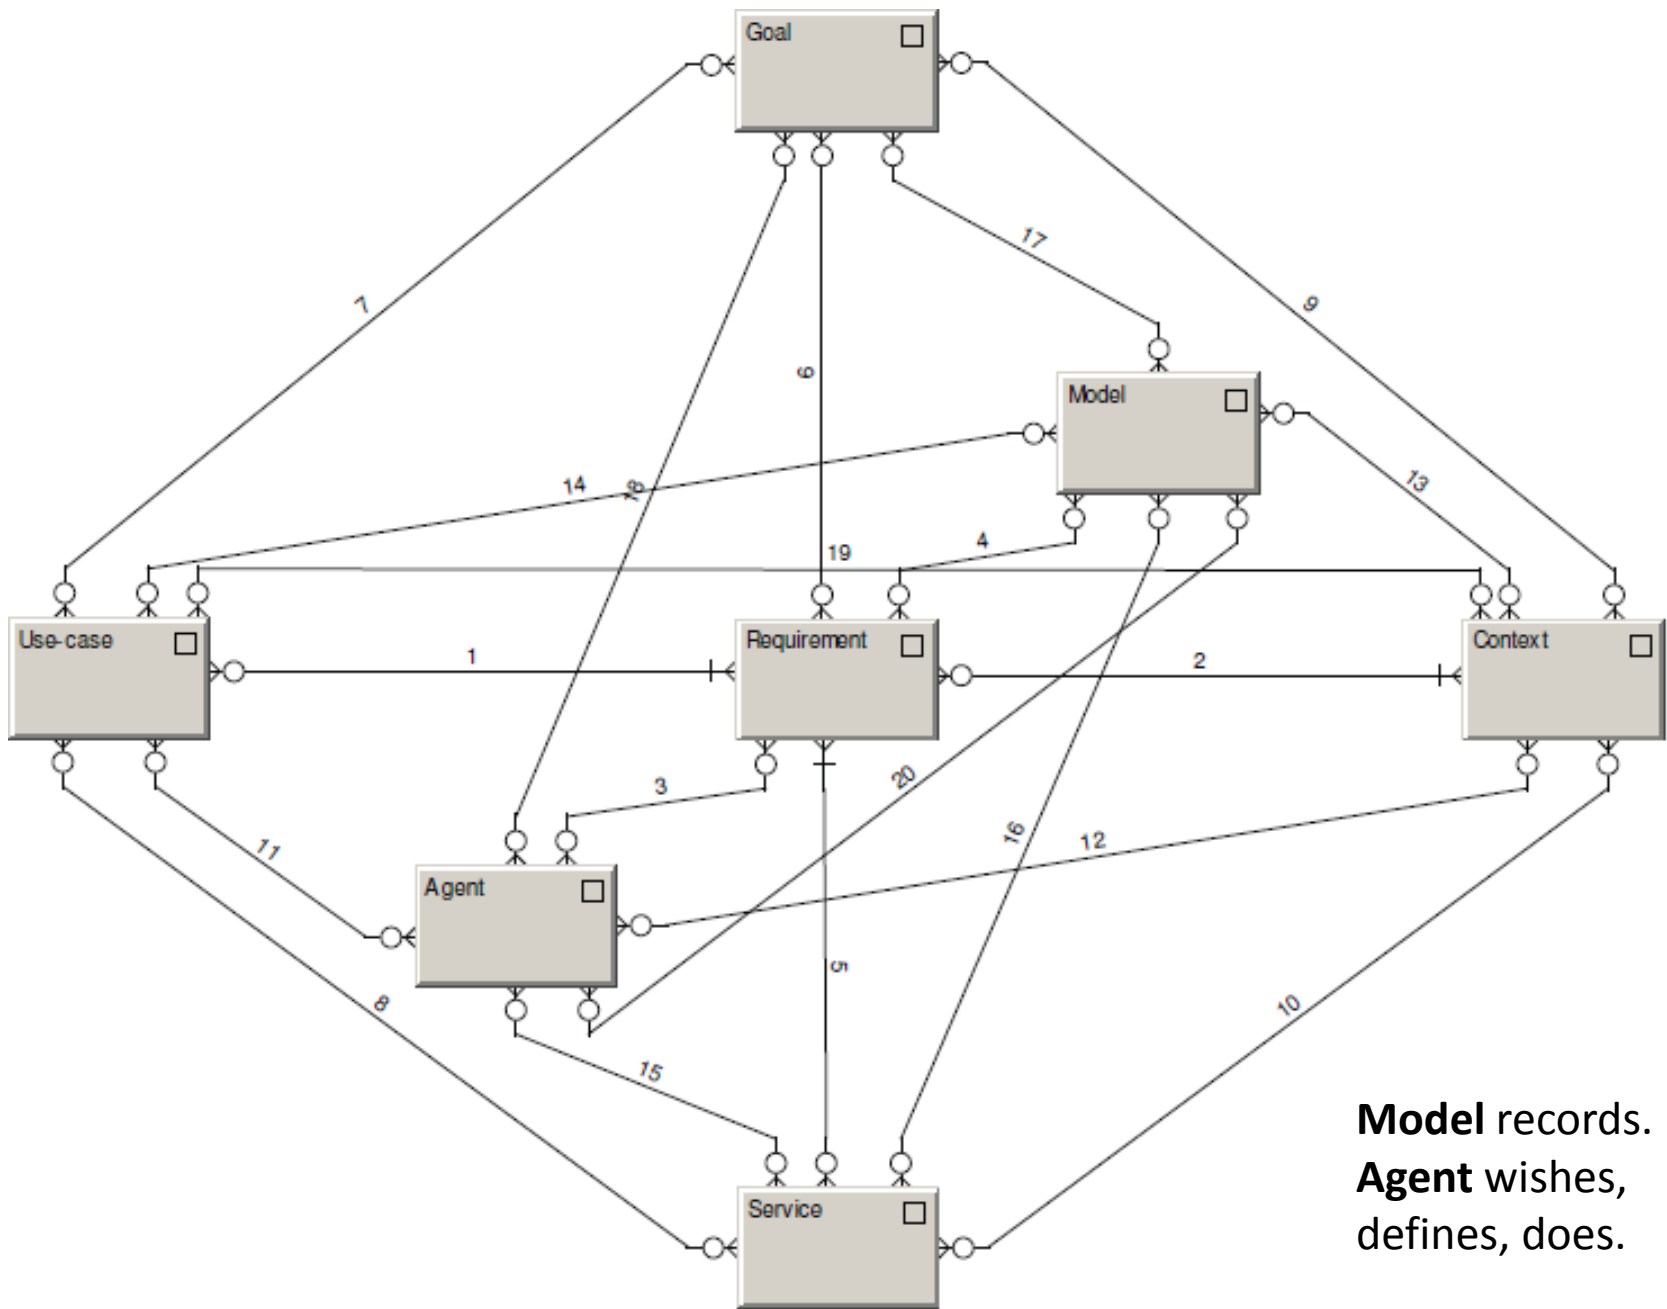 Goal
17
7
9
6
Model
14
18
13
4
19
Use-case
Requirement
Context
1
2
3
20
16
12
11
Agent
5
8
10
15
Service
Model records.
Agent wishes,
defines, does.